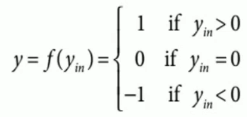 1 if y_in > 0
y = f(y_in) = { 0 if y_in = 0
−1 if y_in < 0